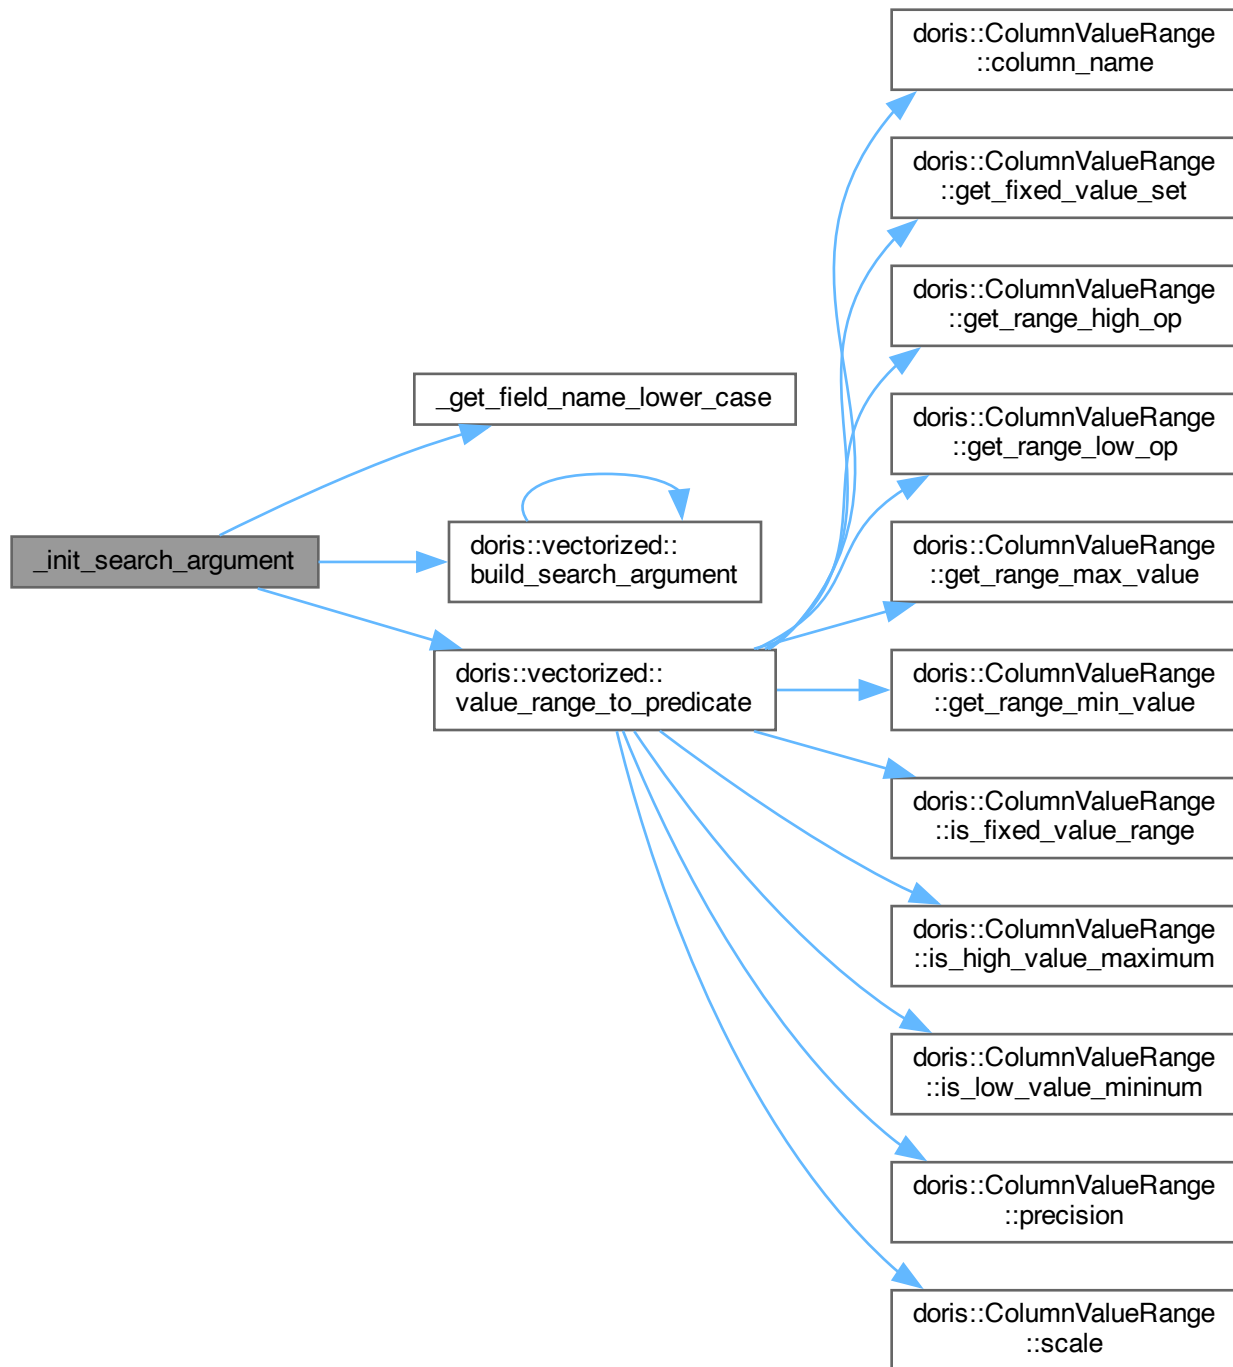 doris::ColumnValueRange
::column_name
doris::ColumnValueRange
::get_fixed_value_set
doris::ColumnValueRange
::get_range_high_op
_get_field_name_lower_case
doris::ColumnValueRange
::get_range_low_op
_init_search_argument
doris::vectorized::
build_search_argument
doris::ColumnValueRange
::get_range_max_value
doris::vectorized::
value_range_to_predicate
doris::ColumnValueRange
::get_range_min_value
doris::ColumnValueRange
::is_fixed_value_range
doris::ColumnValueRange
::is_high_value_maximum
doris::ColumnValueRange
::is_low_value_mininum
doris::ColumnValueRange
::precision
doris::ColumnValueRange
::scale